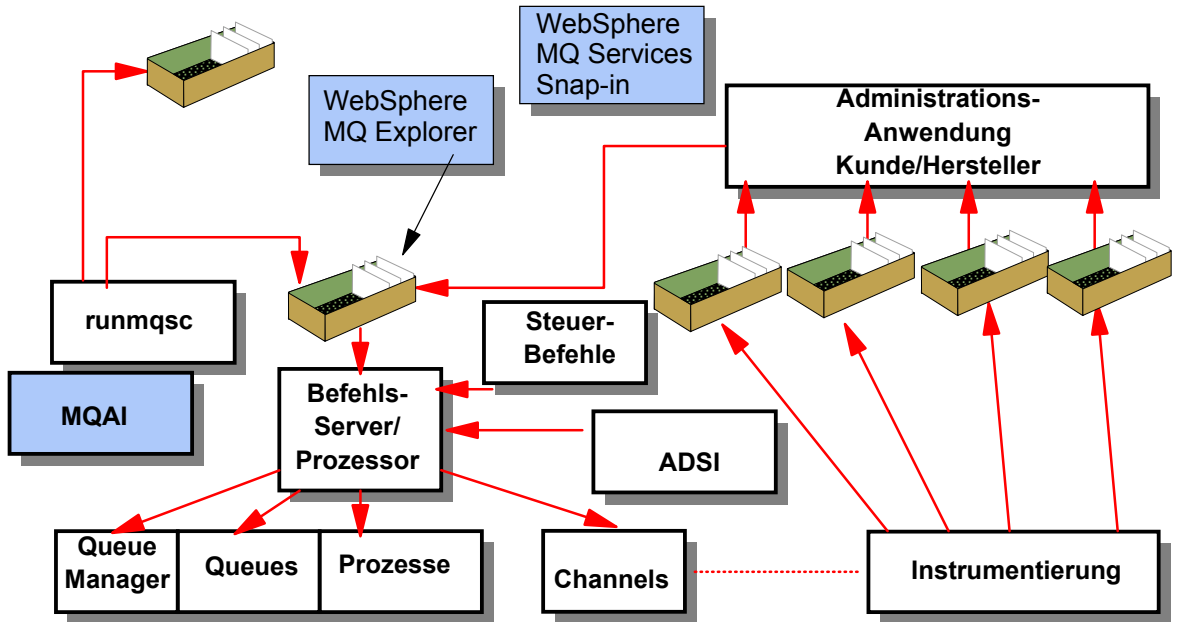 WebSphere
MQ Services
Snap-in
WebSphere
MQ Explorer
Administrations-
Anwendung
Kunde/Hersteller
runmqsc
Steuer-
Befehle
MQAI
Befehls-
Server/
Prozessor
ADSI
Queue
Manager
Queues
Prozesse
Channels
Instrumentierung